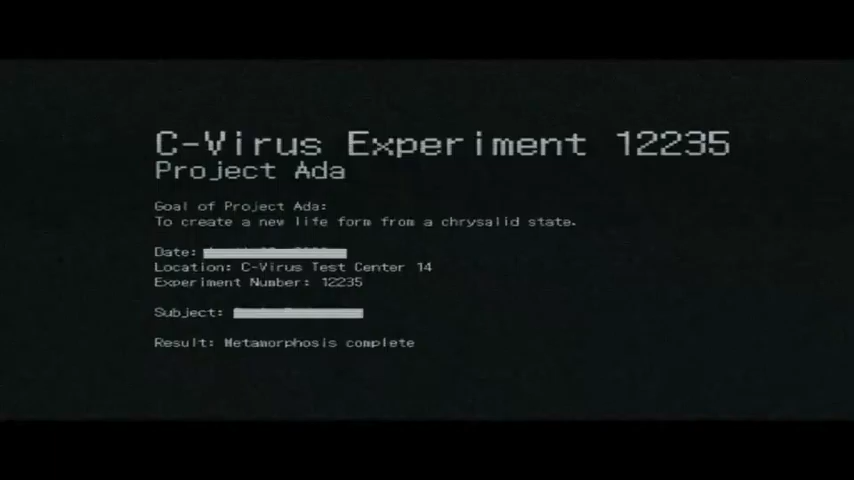 C-Virus Experiment 12235
Project Ada
Goal of Project Ada:
To create a new life form from a chrysalid state.
Date:
Location: C-Virus Test Center 14
Experiment Number: 12235
Subject:
Result: Metamorphosis complete